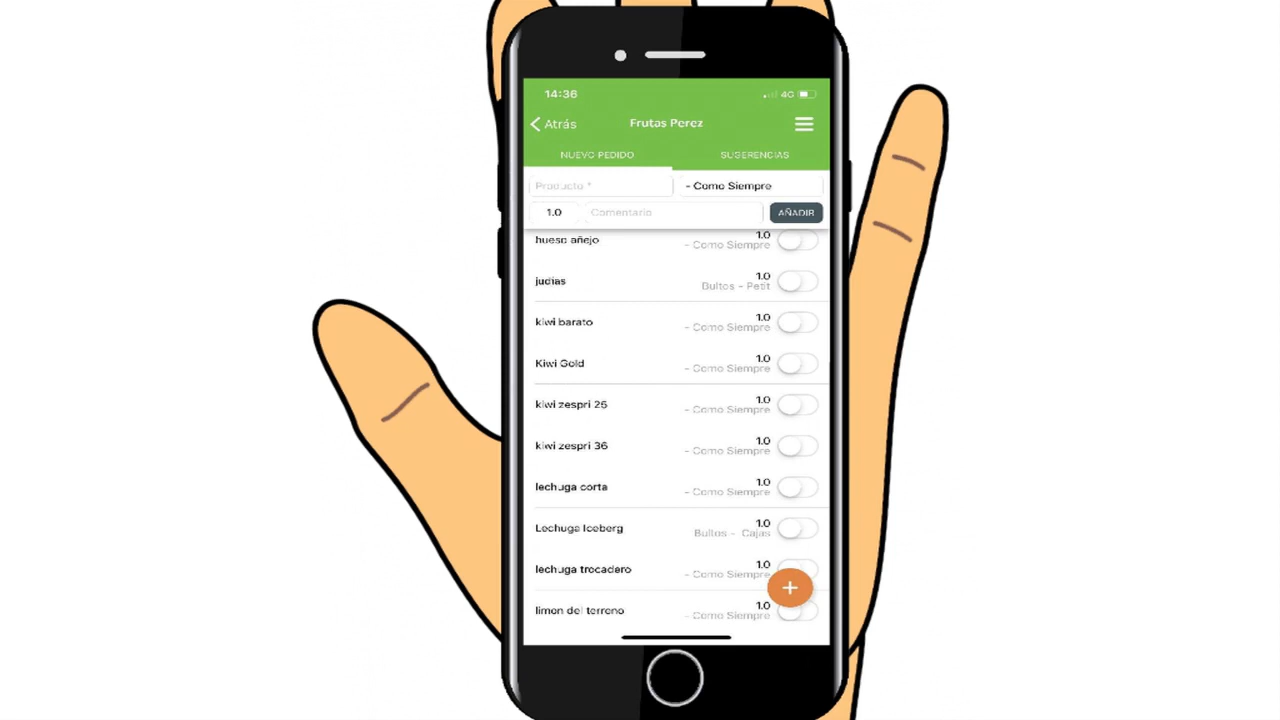 14:36
4G
Atrás
Frutas Perez
NUEVO PEDIDO
SUGERENCIAS
Producto *
- Como Siempre
1.0
Comentario
AÑADIR
hueso añejo
1.0
- Como Siempre
judias
1.0
Bultos - Petit
kiwi barato
1.0
- Como Siempre
Kiwi Gold
1.0
- Como Siempre
kiwi zespri 25
1.0
- Como Siempre
kiwi zespri 36
1.0
- Como Siempre
lechuga corta
1.0
- Como Siempre
Lechuga Iceberg
1.0
Bultos - Cajas
lechuga trocadero
1.0
- Como Siempre
+
limon del terreno
1.0
- Como Siempre